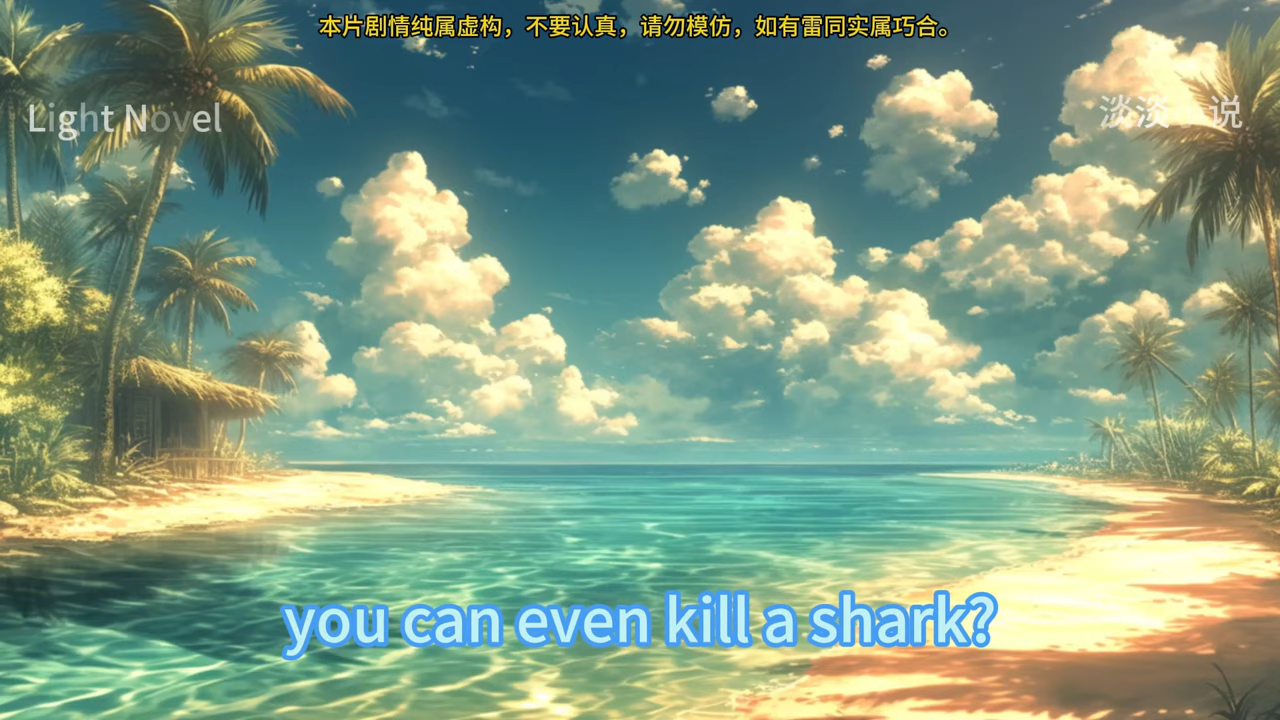 本片剧情纯属虚构，不要认真，请勿模仿，如有雷同实属巧合。
Light Novel
淡淡小说
you can even kill a shark?